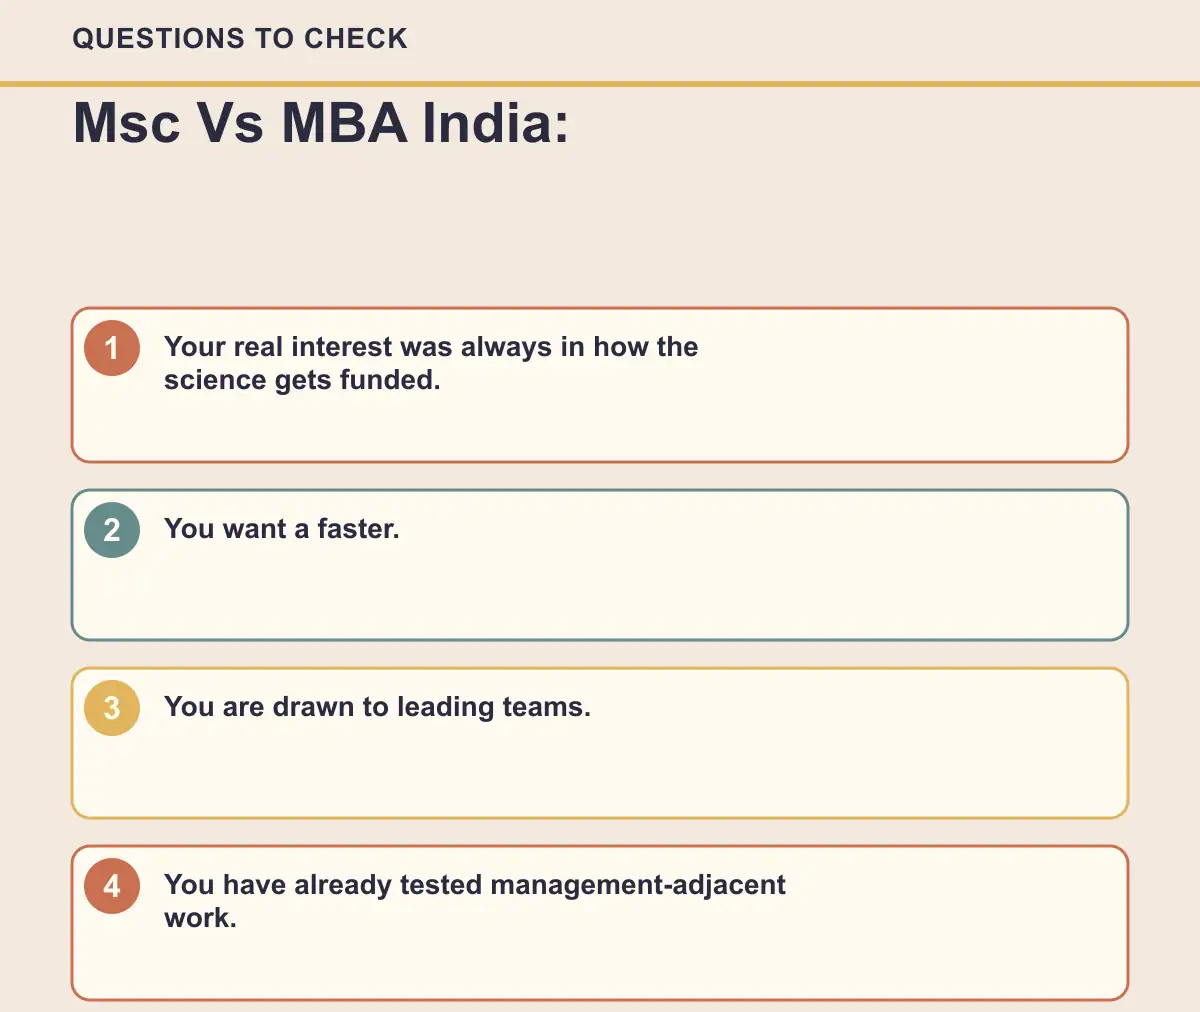 QUESTIONS TO CHECK
Msc Vs MBA India:
1
Your real interest was always in how the
science gets funded.
2
You want a faster.
3
You are drawn to leading teams.
4
You have already tested management-adjacent
work.